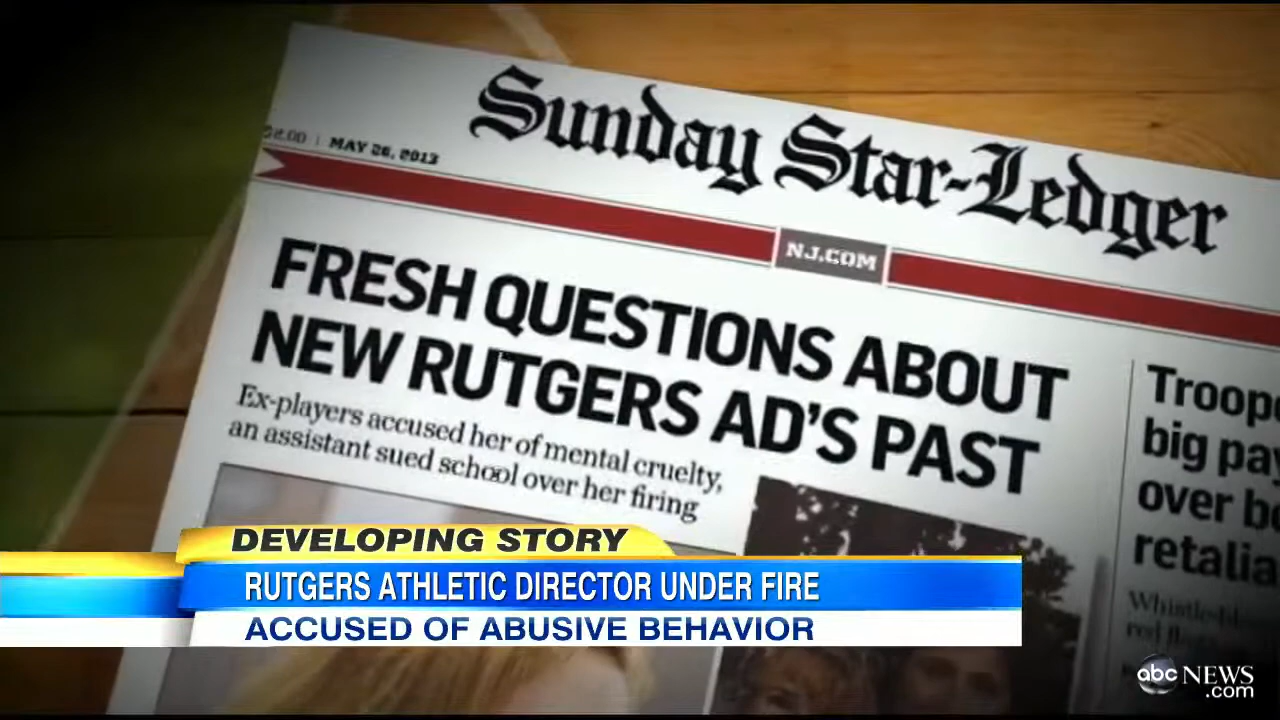 Sunday Star-Ledger
$2.00 | MAY 26, 2013
NJ.COM
FRESH QUESTIONS ABOUT
NEW RUTGERS AD'S PAST
Ex-players accused her of mental cruelty,
an assistant sued school over her firing
big pay
over
DEVELOPING STORY
RUTGERS ATHLETIC DIRECTOR UNDER FIRE
ACCUSED OF ABUSIVE BEHAVIOR
abc NEWS
.com